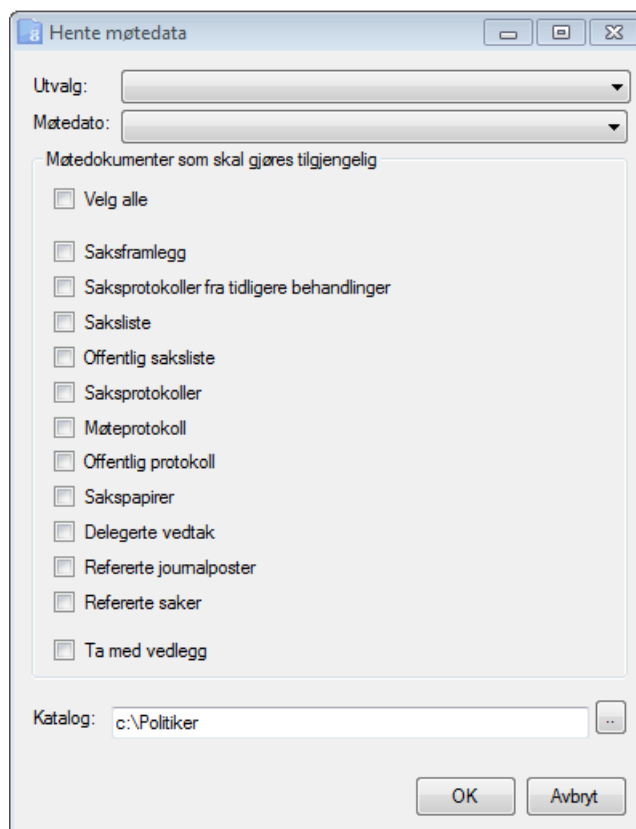 8 Hente møtedata
Utvalg:
Møtedato:
Møtedokumenter som skal gjøres tilgjengelig
Velg alle
Saksframlegg
Saksprotokoller fra tidligere behandlinger
Saksliste
Offentlig saksliste
Saksprotokoller
Møteprotokoll
Offentlig protokoll
Sakspapirer
Delegerte vedtak
Refererte journalposter
Refererte saker
Ta med vedlegg
Katalog: c:\Politiker ..
OK Avbryt